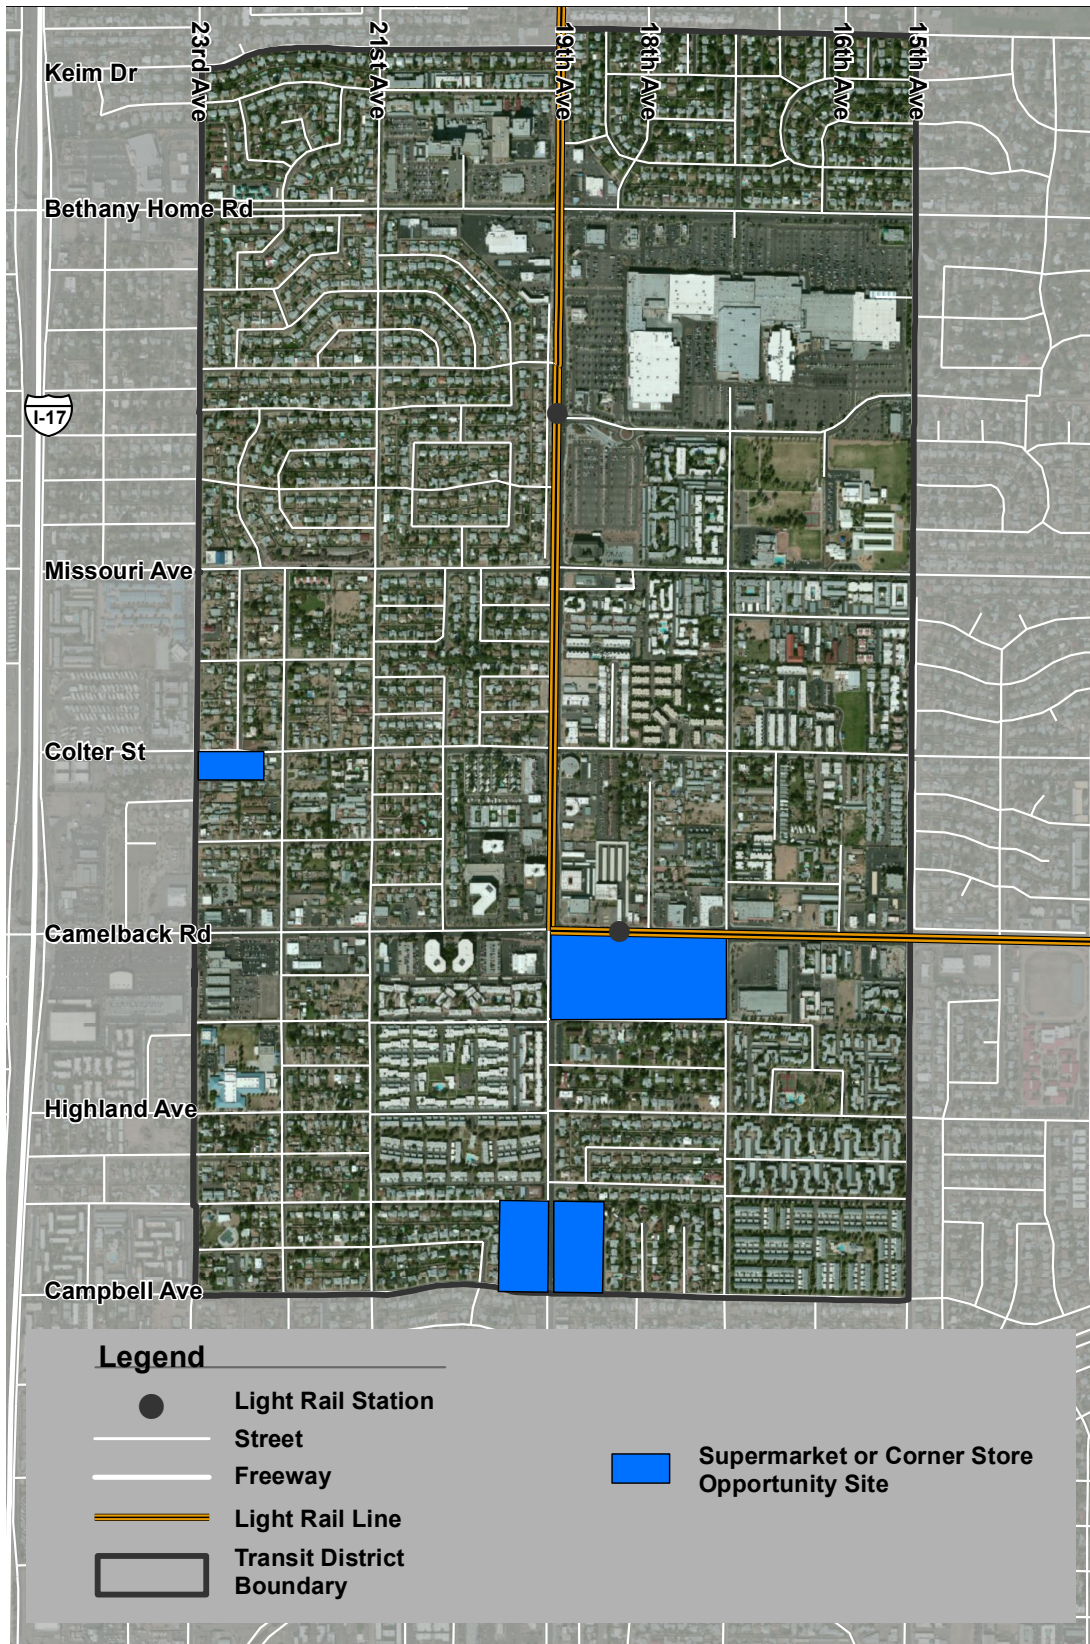 23rd Ave
21st Ave
19th Ave
18th Ave
16th Ave
15th Ave
Keim Dr
Bethany Home Rd
I-17
Missouri Ave
Colter St
Camelback Rd
Highland Ave
Campbell Ave
Legend
Light Rail Station
Street
Freeway
Light Rail Line
Transit District
Boundary
Supermarket or Corner Store
Opportunity Site